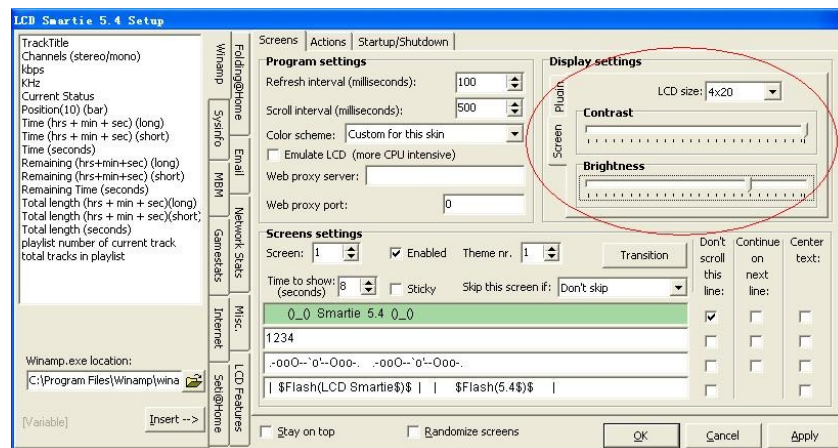 LCD Smartie 5.4 Setup
TrackTitle
Channels (stereo/mono)
kbps
KHz
Current Status
Position(10) (bar)
Time (hrs + min + sec) (long)
Time (hrs + min + sec) (short)
Time (seconds)
Remaining (hrs+min+sec) (long)
Remaining (hrs+min+sec) (short)
Remaining Time (seconds)
Total length (hrs + min + sec)(long)
Total length (hrs + min + sec)(short)
Total length (seconds)
playlist number of current track
total tracks in playlist
Winamp.exe location:
C:\Program Files\Winamp\wina
[Variable]
Insert -->
Winamp
Sysinfo
MBM
Gamestats
Internet
Seti@Home
Folding@Home
Email
Network Stats
Misc.
LCD Features
Screens
Actions
Startup/Shutdown
Program settings
Refresh interval (milliseconds):
100
Scroll interval (milliseconds):
500
Color scheme:
Custom for this skin
Emulate LCD (more CPU intensive)
Web proxy server:
Web proxy port:
0
Display settings
Plugin
Screen
LCD size:
4x20
Contrast
Brightness
Screens settings
Screen:
1
Enabled
Theme nr.
1
Transition
Don't scroll this line:
Continue on next line:
Center text:
Time to show: (seconds)
8
Sticky
Skip this screen if:
Don't skip
()_() Smartie 5.4 ()_()
1234
.-ooO--`o'--Ooo-. .-ooO--`o'--Ooo-.
| $Flash(LCD Smartie$)$ | | $Flash(5.4$)$ |
Stay on top
Randomize screens
OK
Cancel
Apply